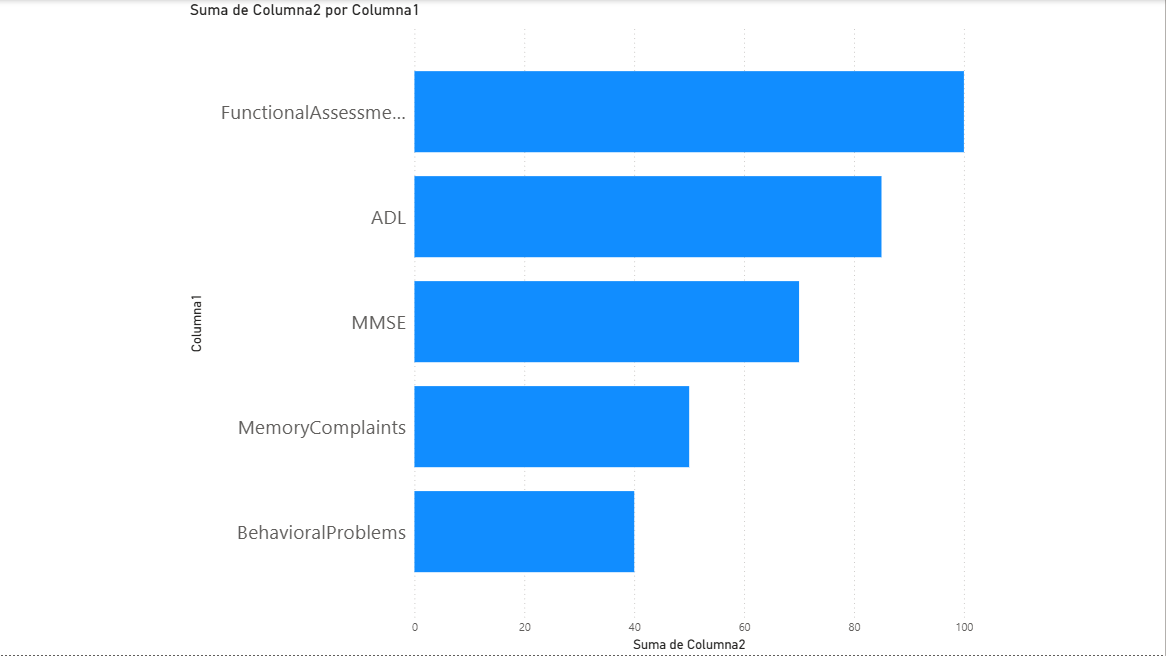 Suma de Columna2 por Columna1
FunctionalAssessme...
ADL
MMSE
MemoryComplaints
BehavioralProblems
Columna1
0 20 40 60 80 100
Suma de Columna2